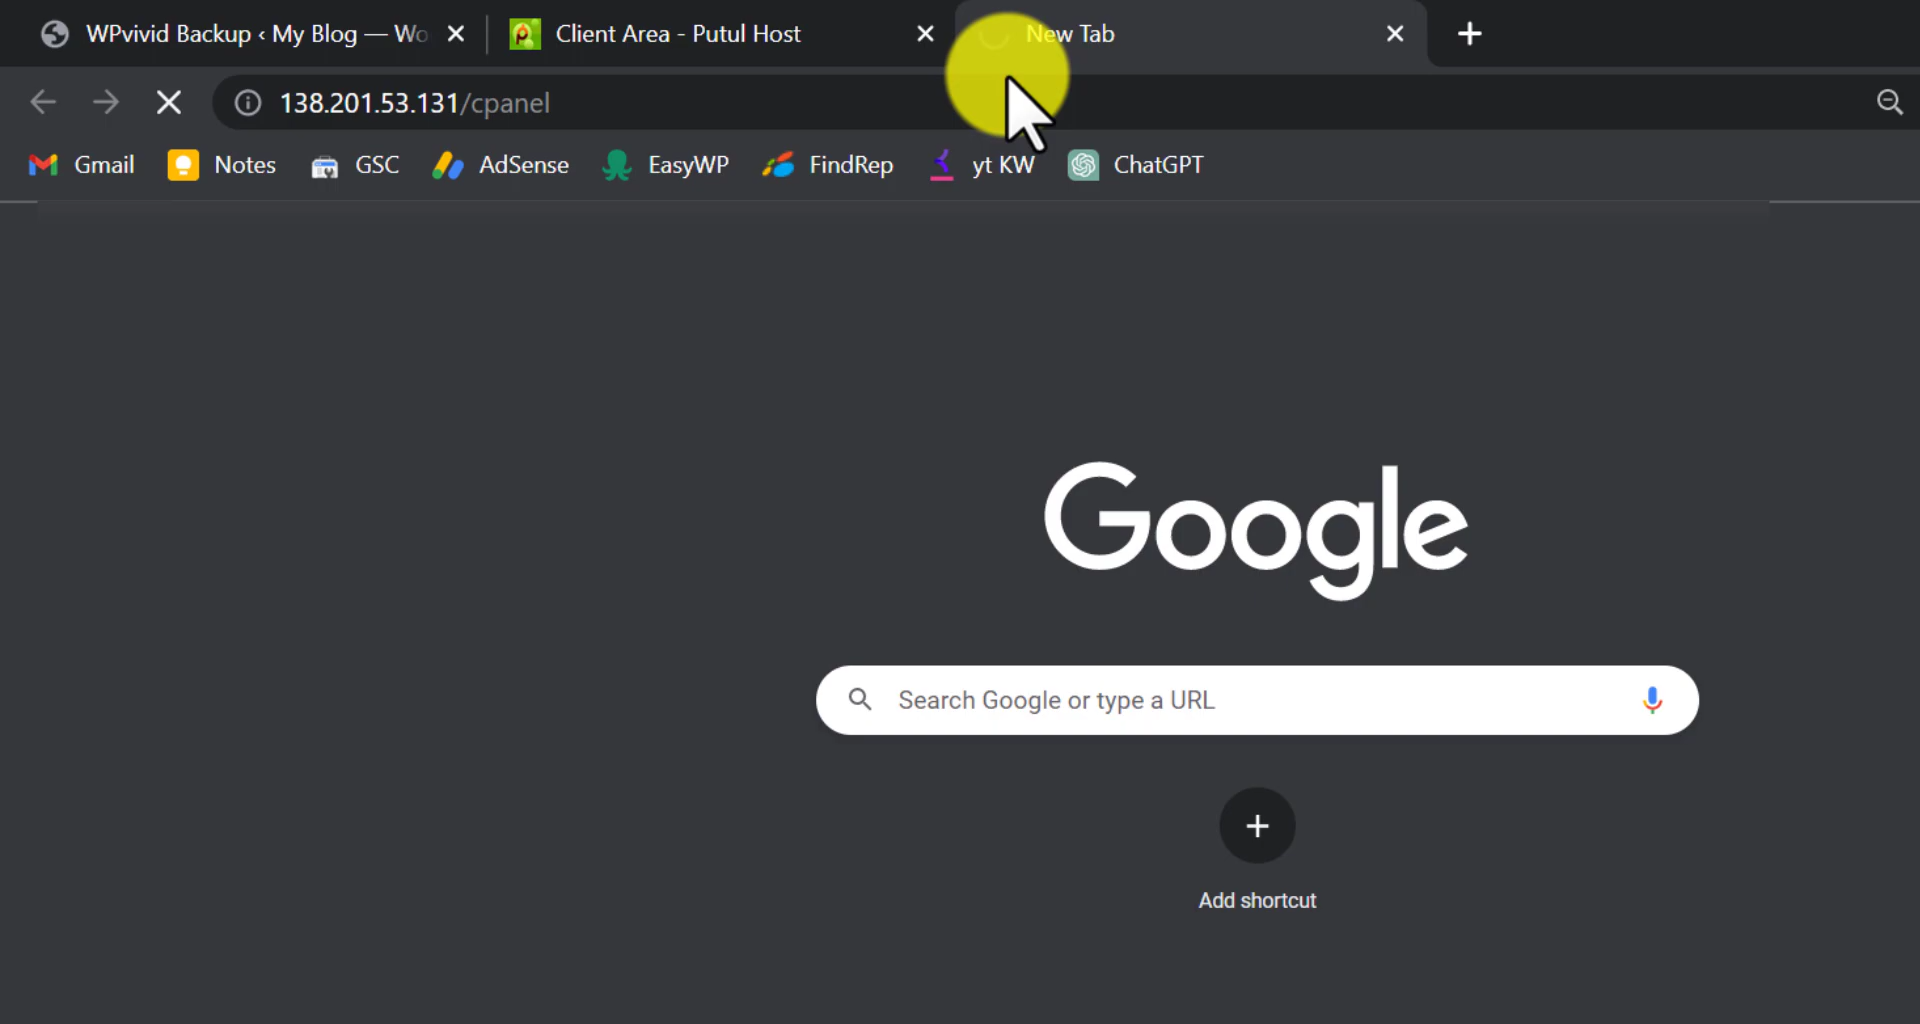 WPvivid Backup ‹ My Blog — Wo
Client Area - Putul Host
New Tab
138.201.53.131/cpanel
Gmail
Notes
GSC
AdSense
EasyWP
FindRep
yt KW
ChatGPT
Google
Search Google or type a URL
Add shortcut